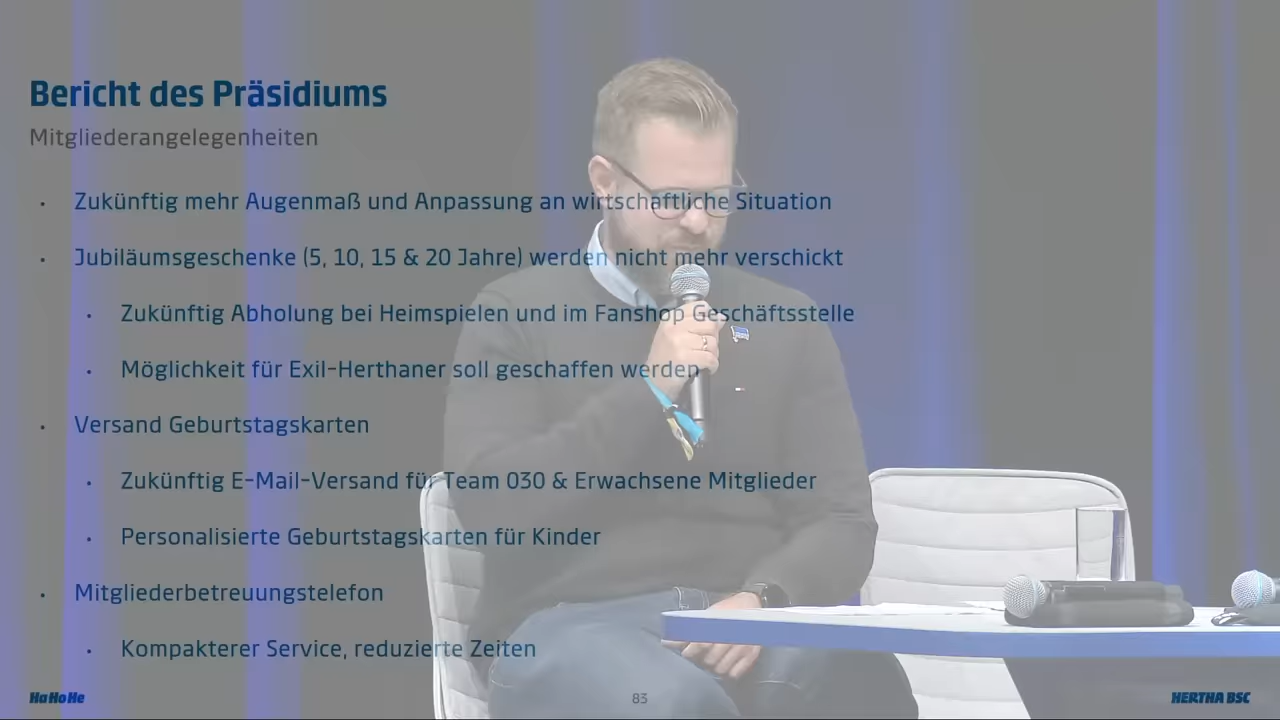 Bericht des Präsidiums
Mitgliederangelegenheiten
• Zukünftig mehr Augenmaß und Anpassung an wirtschaftliche Situation
• Jubiläumsgeschenke (5, 10, 15 & 20 Jahre) werden nicht mehr verschickt
• Zukünftig Abholung bei Heimspielen und im Fanshop Geschäftsstelle
• Möglichkeit für Exil-Herthaner soll geschaffen werden
• Versand Geburtstagskarten
• Zukünftig E-Mail-Versand für Team 030 & Erwachsene Mitglieder
• Personalisierte Geburtstagskarten für Kinder
• Mitgliederbetreuungstelefon
• Kompakterer Service, reduzierte Zeiten
HaHoHe 83 HERTHA BSC